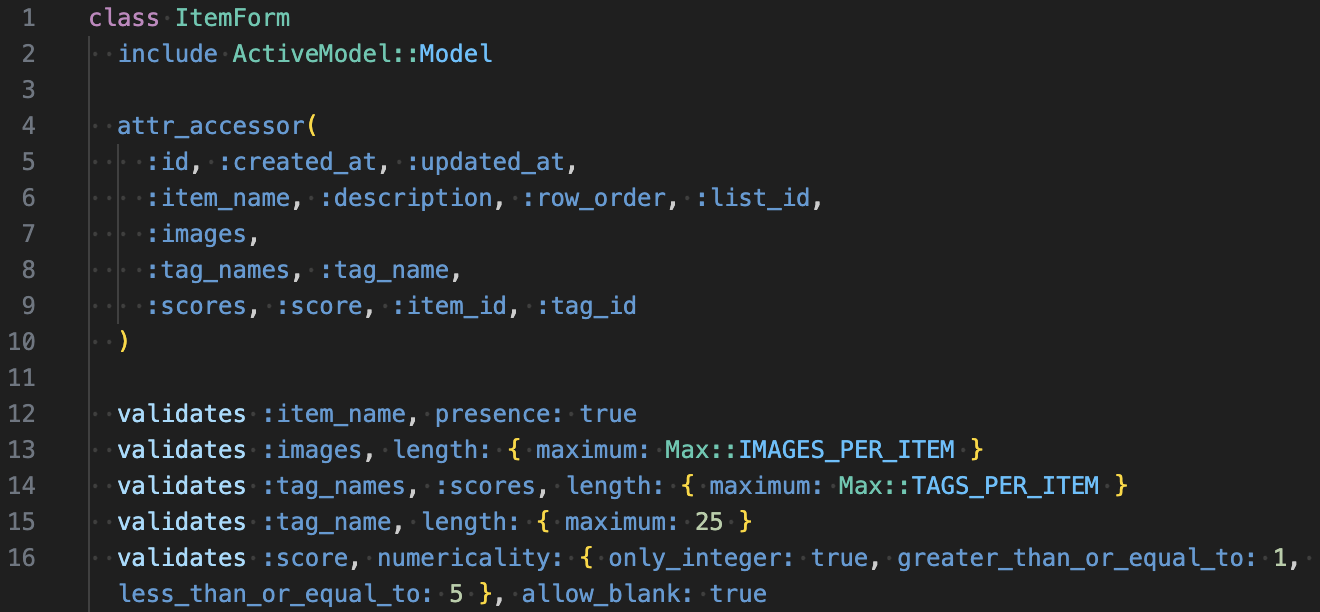 1 class ItemForm
2 include ActiveModel::Model
3
4 attr_accessor(
5 :id, :created_at, :updated_at,
6 :item_name, :description, :row_order, :list_id,
7 :images,
8 :tag_names, :tag_name,
9 :scores, :score, :item_id, :tag_id
10 )
11
12 validates :item_name, presence: true
13 validates :images, length: { maximum: Max::IMAGES_PER_ITEM }
14 validates :tag_names, :scores, length: { maximum: Max::TAGS_PER_ITEM }
15 validates :tag_name, length: { maximum: 25 }
16 validates :score, numericality: { only_integer: true, greater_than_or_equal_to: 1,
less_than_or_equal_to: 5 }, allow_blank: true